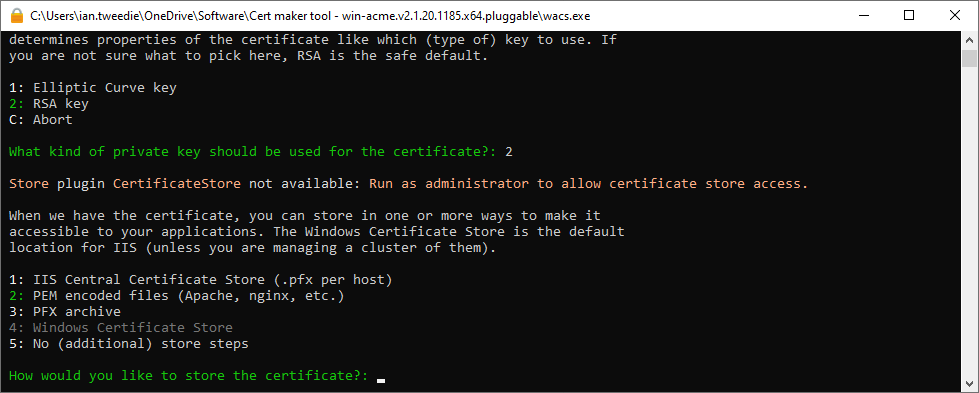 C:\Users\ian.tweedie\OneDrive\Software\Cert maker tool - win-acme.v2.1.20.1185.x64.pluggable\wacs.exe
determines properties of the certificate like which (type of) key to use. If
you are not sure what to pick here, RSA is the safe default.
1: Elliptic Curve key
2: RSA key
C: Abort
What kind of private key should be used for the certificate?: 2
Store plugin CertificateStore not available: Run as administrator to allow certificate store access.
When we have the certificate, you can store in one or more ways to make it
accessible to your applications. The Windows Certificate Store is the default
location for IIS (unless you are managing a cluster of them).
1: IIS Central Certificate Store (.pfx per host)
2: PEM encoded files (Apache, nginx, etc.)
3: PFX archive
4: Windows Certificate Store
5: No (additional) store steps
How would you like to store the certificate?: